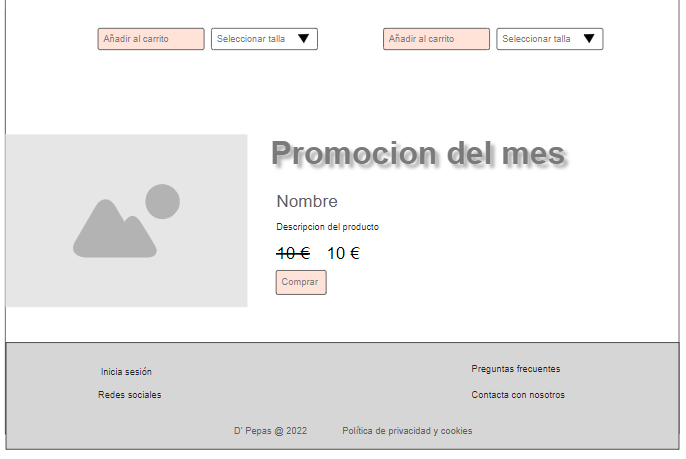 Añadir al carrito Seleccionar talla Añadir al carrito Seleccionar talla
Promocion del mes
Nombre
Descripcion del producto
10 € 10 €
Comprar
Inicia sesión Preguntas frecuentes
Redes sociales Contacta con nosotros
D' Pepas @ 2022 Política de privacidad y cookies